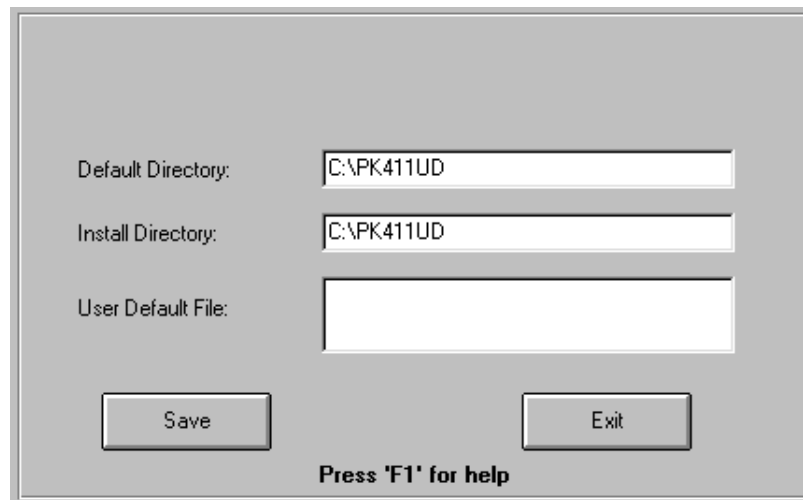 Default Directory: C:\PK411UD
Install Directory: C:\PK411UD
User Default File:
Save Exit
Press 'F1' for help